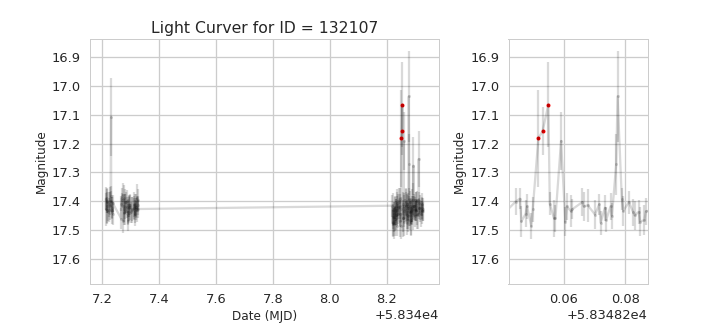 Light Curver for ID = 132107
Magnitude
16.9
17.0
17.1
17.2
17.3
17.4
17.5
17.6
7.2 7.4 7.6 7.8 8.0 8.2
Date (MJD)
+5.834e4
Magnitude
16.9
17.0
17.1
17.2
17.3
17.4
17.5
17.6
0.06 0.08
+5.83482e4